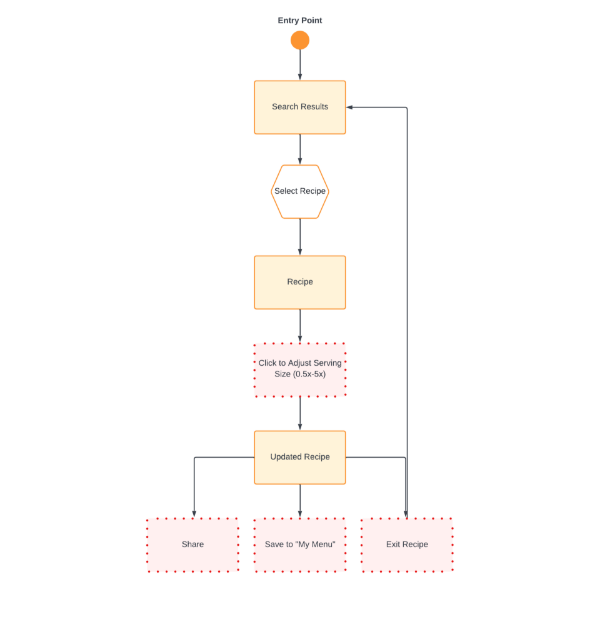 Entry Point
Search Results
Select Recipe
Recipe
Click to Adjust Serving
Size (0.5x-5x)
Updated Recipe
Share
Save to "My Menu"
Exit Recipe